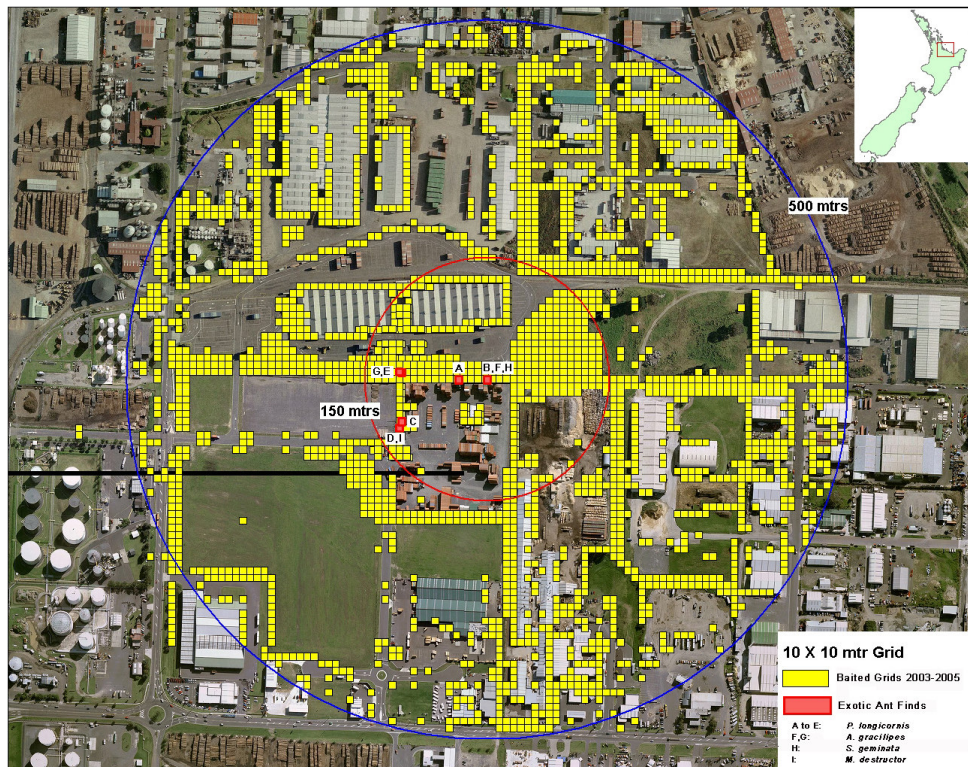 500 mtrs
G,E
A
B,F,H
150 mtrs
C
D,I
10 X 10 mtr Grid
Baited Grids 2003-2005
Exotic Ant Finds
A to E: P. longicornis
F,G: A. gracilipes
H: S. geminata
I: M. destructor